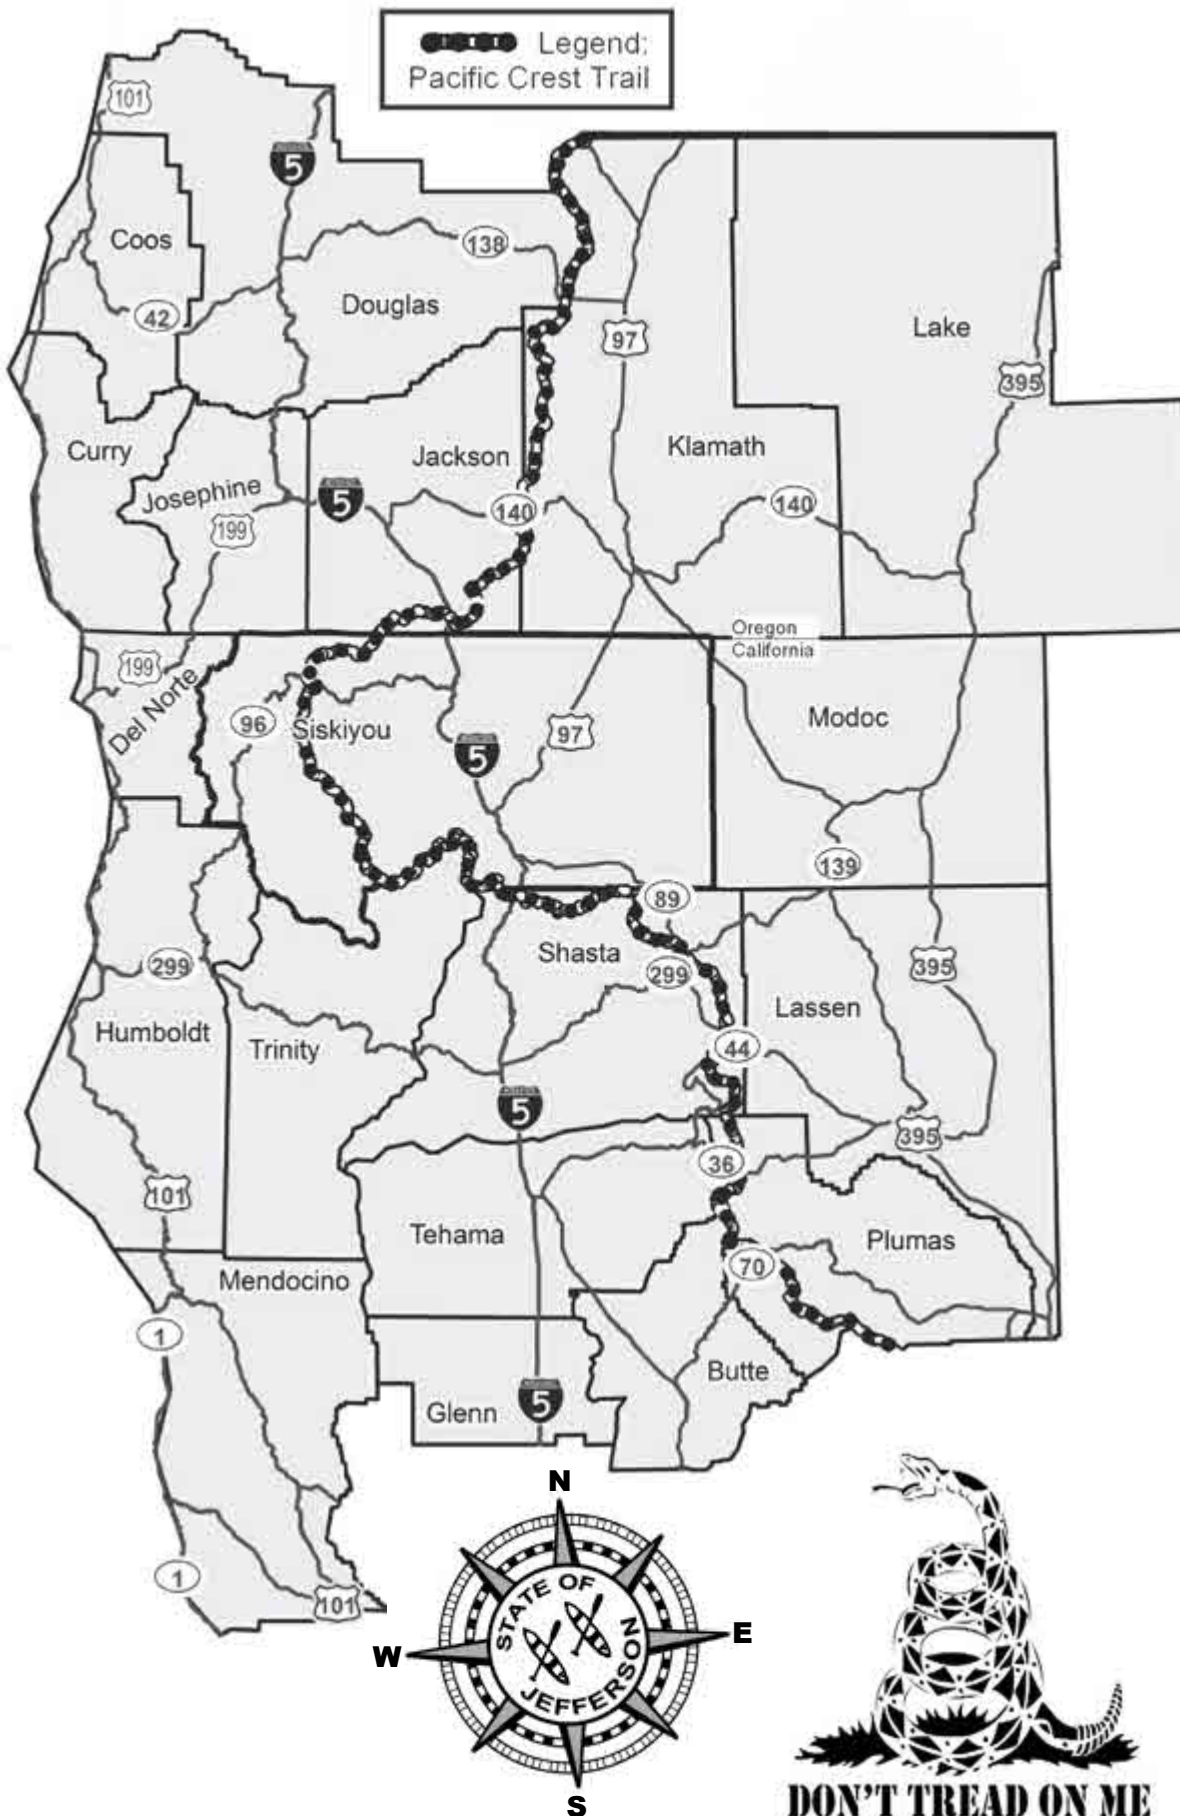 Legend:
Pacific Crest Trail
101
5
Coos
138
Douglas
42
97
Lake
395
Curry
Jackson
Klamath
Josephine
5
140
140
199
Oregon
California
199
Del Norte
96
Siskiyou
5
97
Modoc
139
89
Shasta
299
299
395
Humboldt
Trinity
Lassen
44
5
395
36
101
Tehama
Plumas
Mendocino
70
1
Butte
Glenn
5
1
101
N
W
E
S
STATE OF
JEFFERSON
DON'T TREAD ON ME